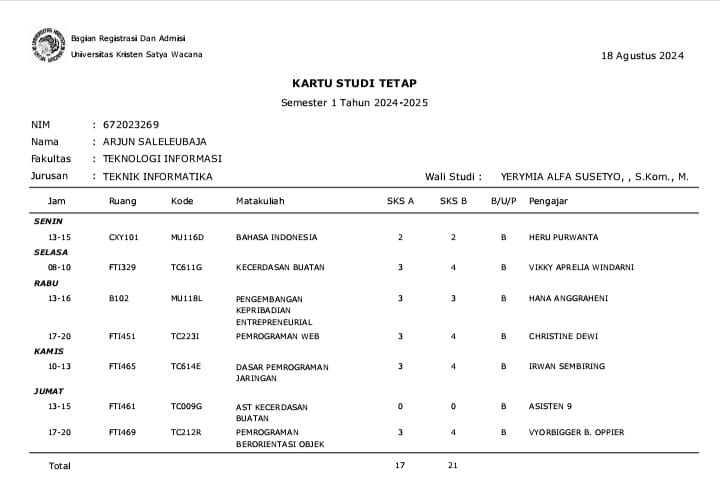 Bagian Registrasi Dan Admisi
Universitas Kristen Satya Wacana
18 Agustus 2024
KARTU STUDI TETAP
Semester 1 Tahun 2024-2025
NIM : 672023269
Nama : ARJUN SALELEUBAJA
Fakultas : TEKNOLOGI INFORMASI
Jurusan : TEKNIK INFORMATIKA Wali Studi : YERYMIA ALFA SUSETYO, , S.Kom., M.
Jam Ruang Kode Matakuliah SKS A SKS B B/U/P Pengajar
SENIN
13-15 CXY101 MU116D BAHASA INDONESIA 2 2 B HERU PURWANTA
SELASA
08-10 FTI329 TC611G KECERDASAN BUATAN 3 4 B VIKKY APRELIA WINDARNI
RABU
13-16 B102 MU118L PENGEMBANGAN 3 3 B HANA ANGGRAHENI
KEPRIBADIAN
ENTREPRENEURIAL
17-20 FTI451 TC223I PEMROGRAMAN WEB 3 4 B CHRISTINE DEWI
KAMIS
10-13 FTI465 TC614E DASAR PEMROGRAMAN 3 4 B IRWAN SEMBIRING
JARINGAN
JUMAT
13-15 FTI461 TC009G AST KECERDASAN 0 0 B ASISTEN 9
BUATAN
17-20 FTI469 TC212R PEMROGRAMAN 3 4 B VYORBIGGER B. OPPIER
BERORIENTASI OBJEK
Total 17 21